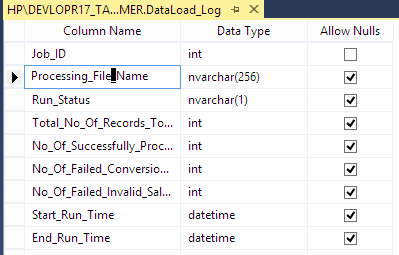 HP\DEVLOPR17_TA...MER.DataLoad_Log
Column Name Data Type Allow Nulls
Job_ID int
Processing_File_Name nvarchar(256)
Run_Status nvarchar(1)
Total_No_Of_Records_To... int
No_Of_Successfully_Proc... int
No_Of_Failed_Conversio... int
No_Of_Failed_Invalid_Sal... int
Start_Run_Time datetime
End_Run_Time datetime